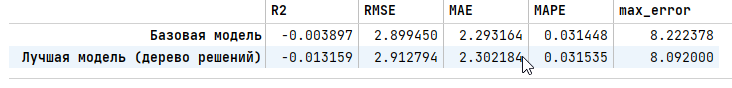 R2 RMSE MAE MAPE max_error
Базовая модель -0.003897 2.899450 2.293164 0.031448 8.222378
Лучшая модель (дерево решений) -0.013159 2.912794 2.302184 0.031535 8.092000